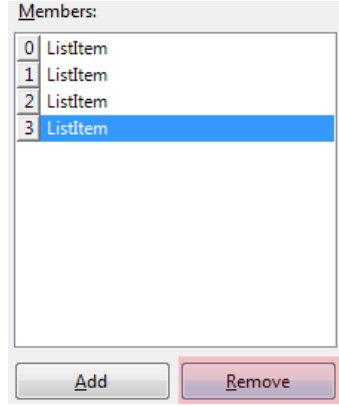 Members:
0 ListItem
1 ListItem
2 ListItem
3 ListItem
Add Remove